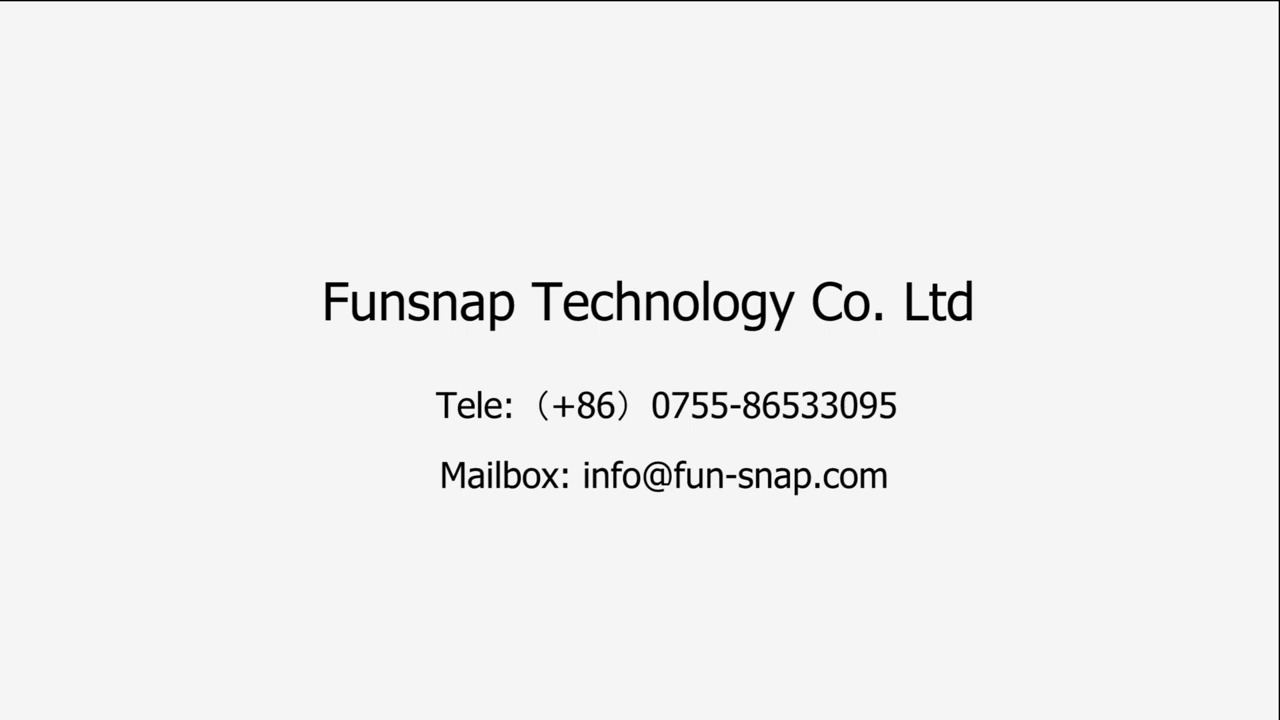 Funsnap Technology Co. Ltd
Tele:（+86）0755-86533095
Mailbox: info@fun-snap.com